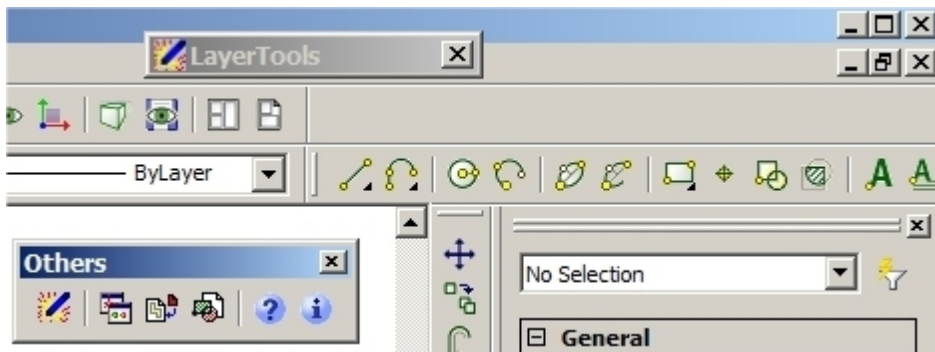 LayerTools
ByLayer
Others
No Selection
General